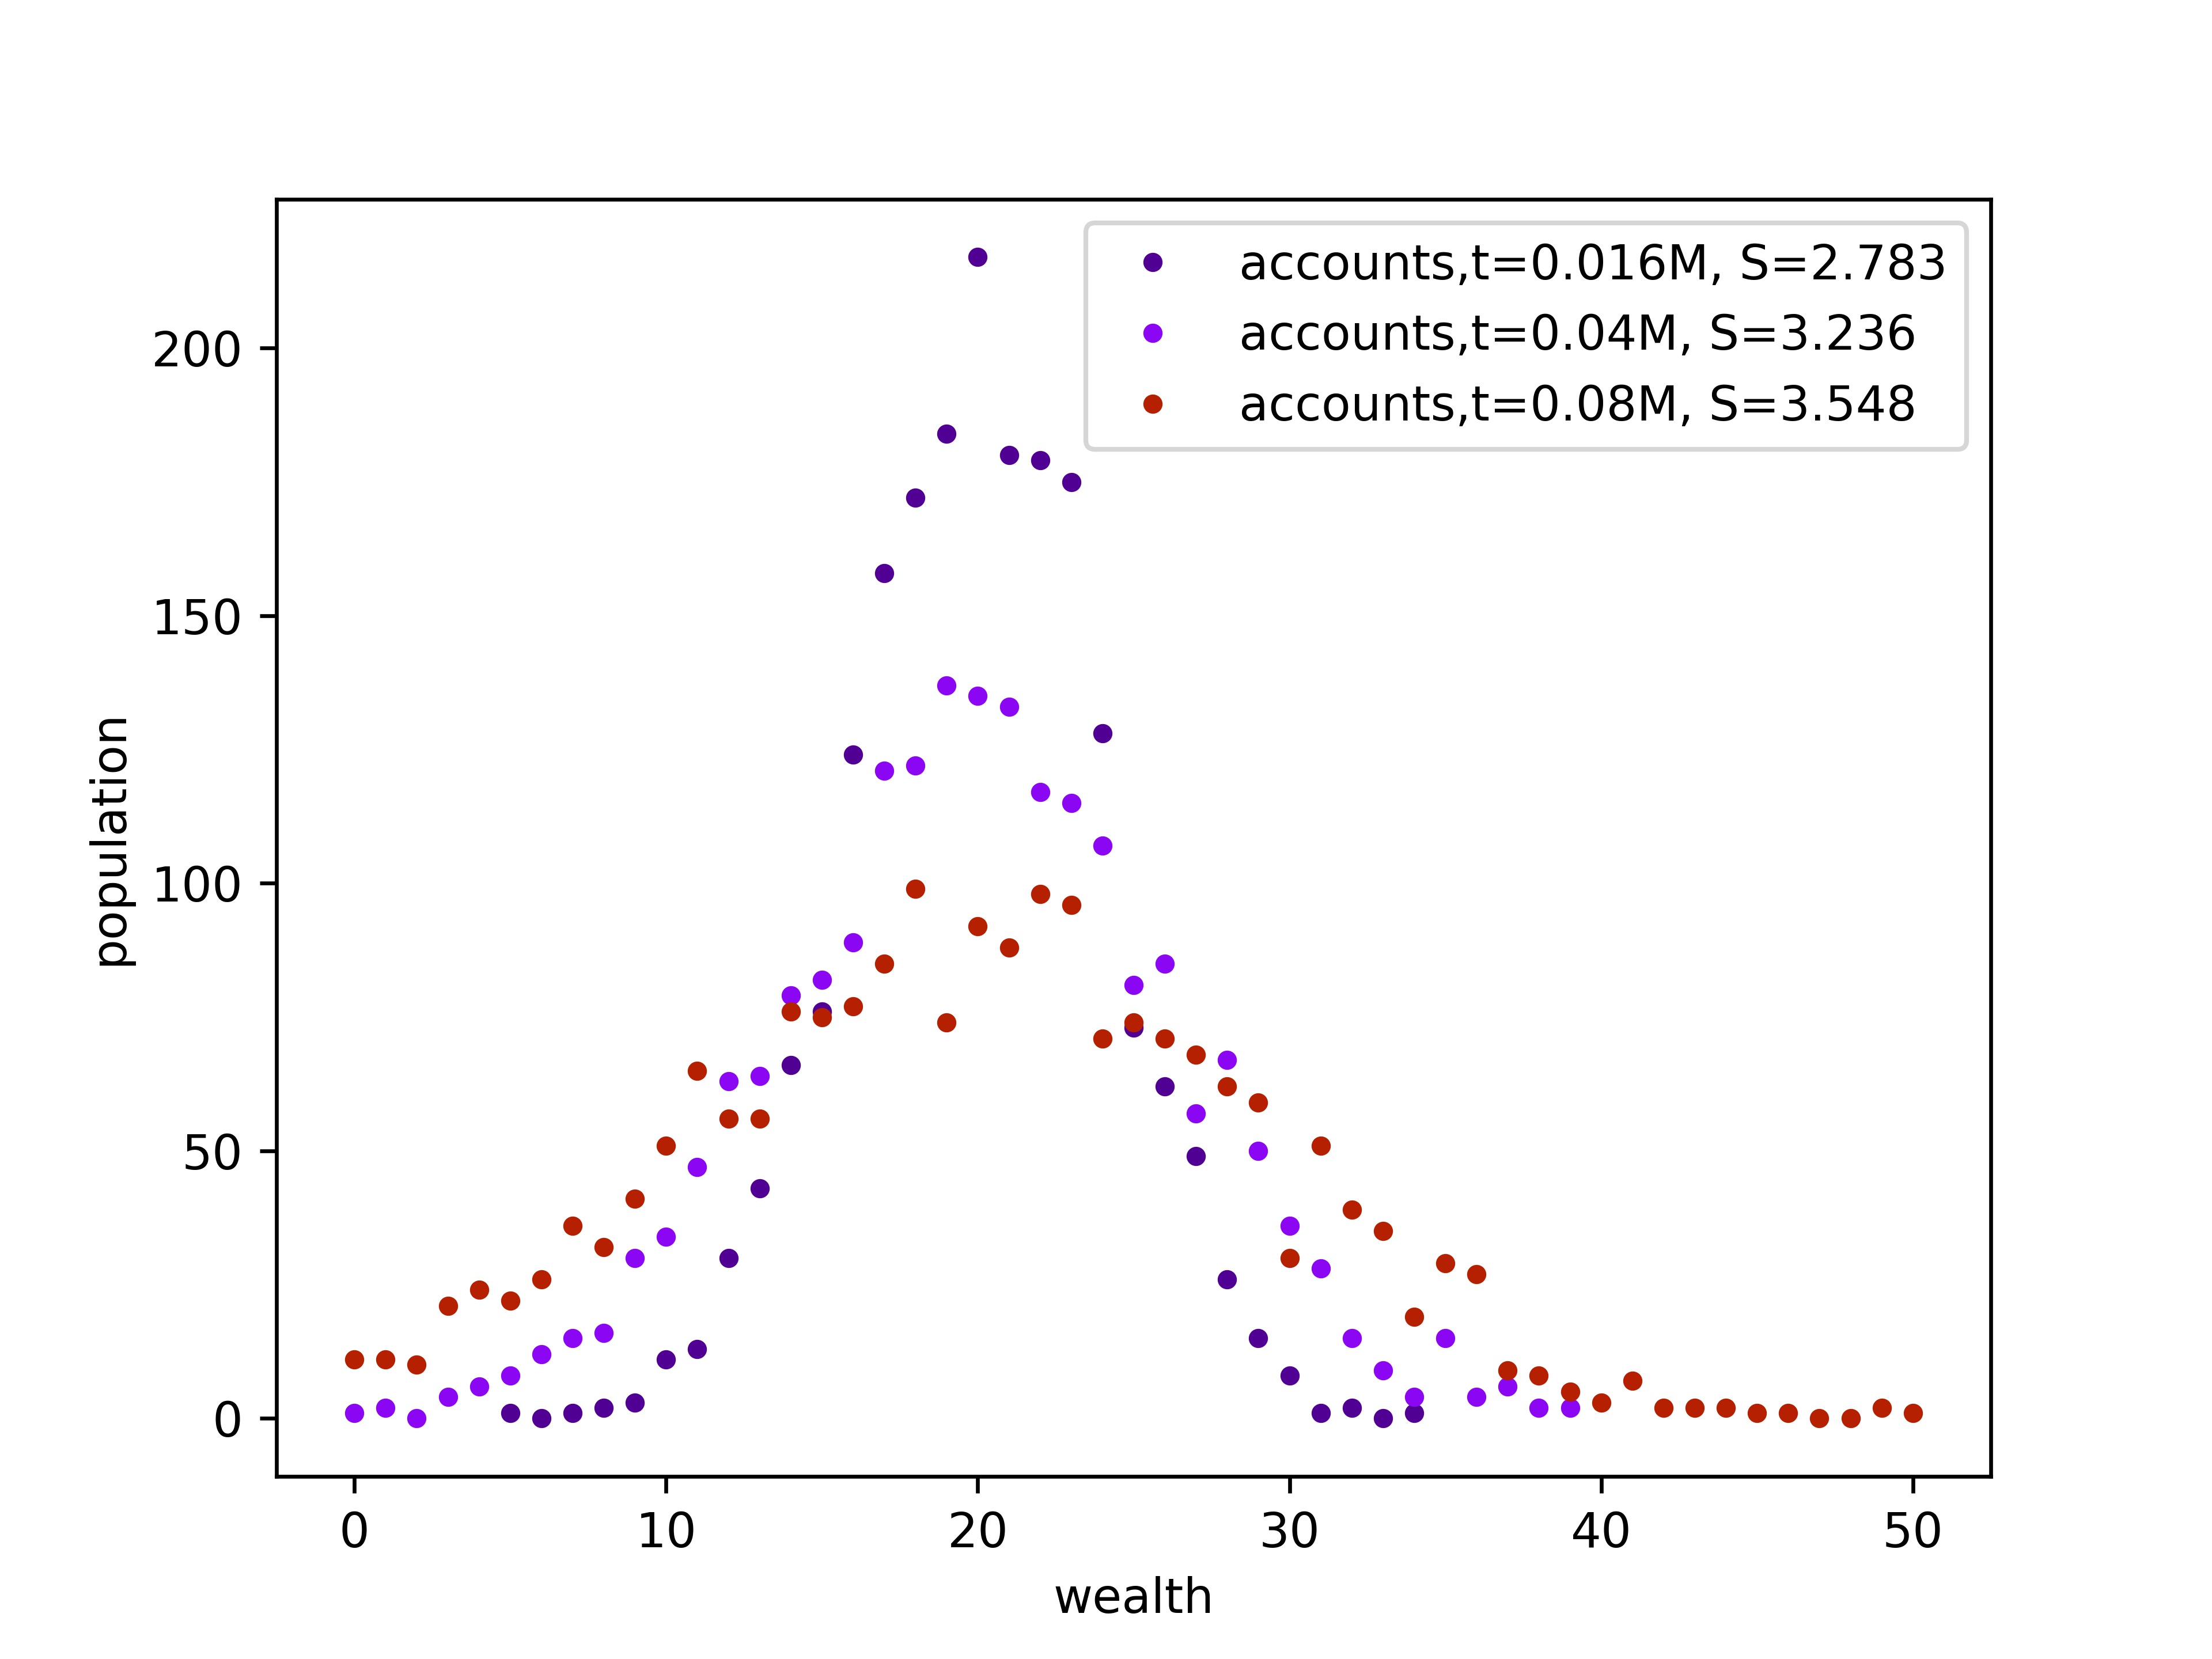 accounts,t=0.016M, S=2.783
accounts,t=0.04M, S=3.236
accounts,t=0.08M, S=3.548
200
150
100
50
0
population
0 10 20 30 40 50
wealth